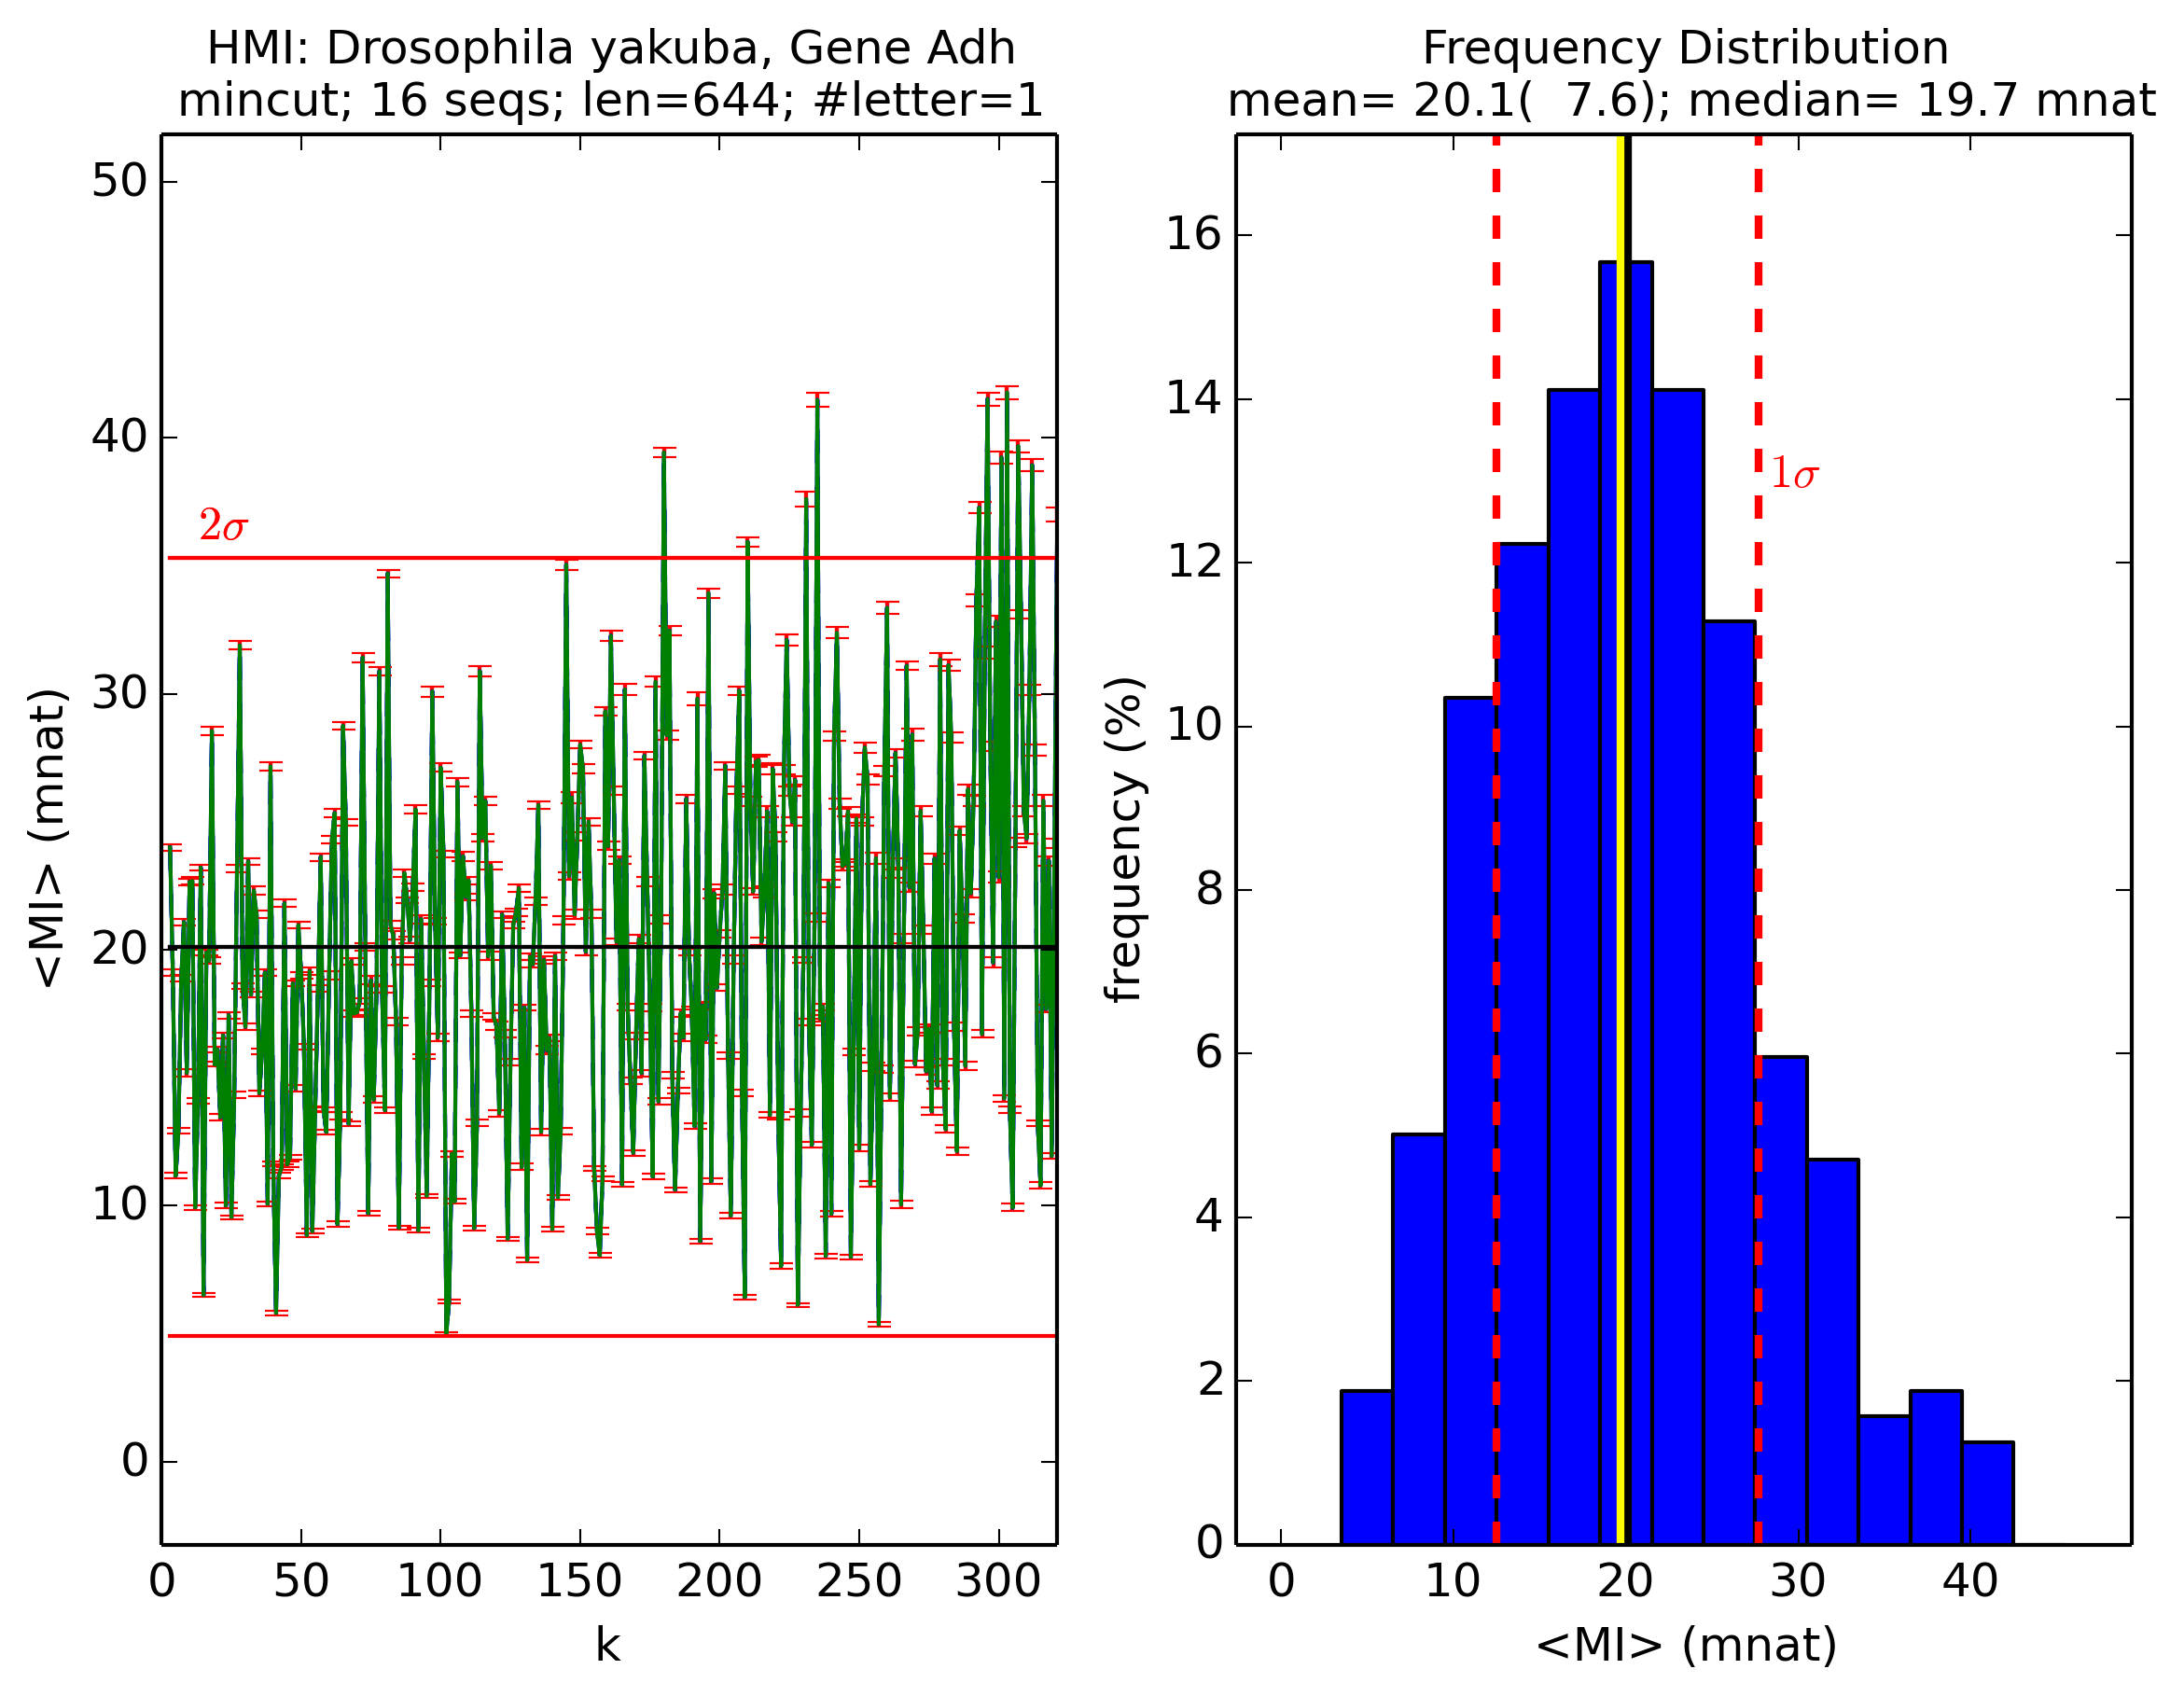 HMI: Drosophila yakuba, Gene Adh
mincut; 16 seqs; len=644; #letter=1
50
40
30
20
10
0
<MI> (mnat)
2σ
0 50 100 150 200 250 300
k
Frequency Distribution
mean= 20.1(  7.6); median= 19.7 mnat
16
14
12
10
8
6
4
2
0
frequency (%)
1σ
0 10 20 30 40
<MI> (mnat)